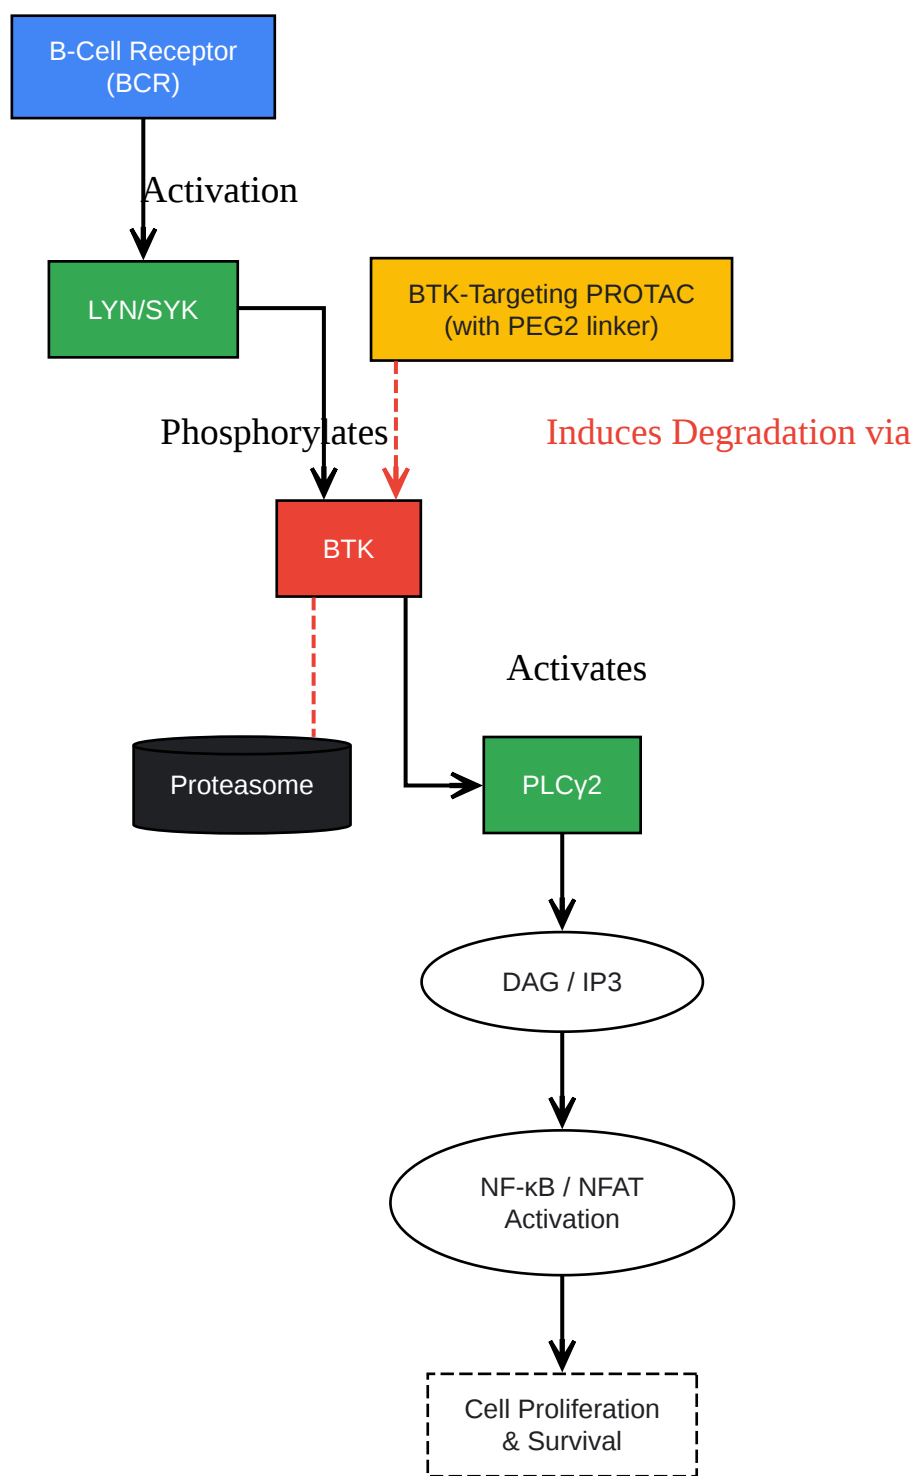 B-Cell Receptor
(BCR)
Activation
LYN/SYK
BTK-Targeting PROTAC
(with PEG2 linker)
Phosphorylates
Induces Degradation via
BTK
Activates
Proteasome
PLCγ2
DAG / IP3
NF-κB / NFAT
Activation
Cell Proliferation
& Survival